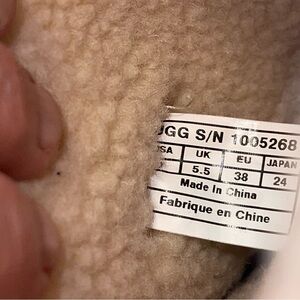 UGG S/N 1005268
USA UK EU JAPAN
5.5 38 24
Made In China
Fabrique en Chine